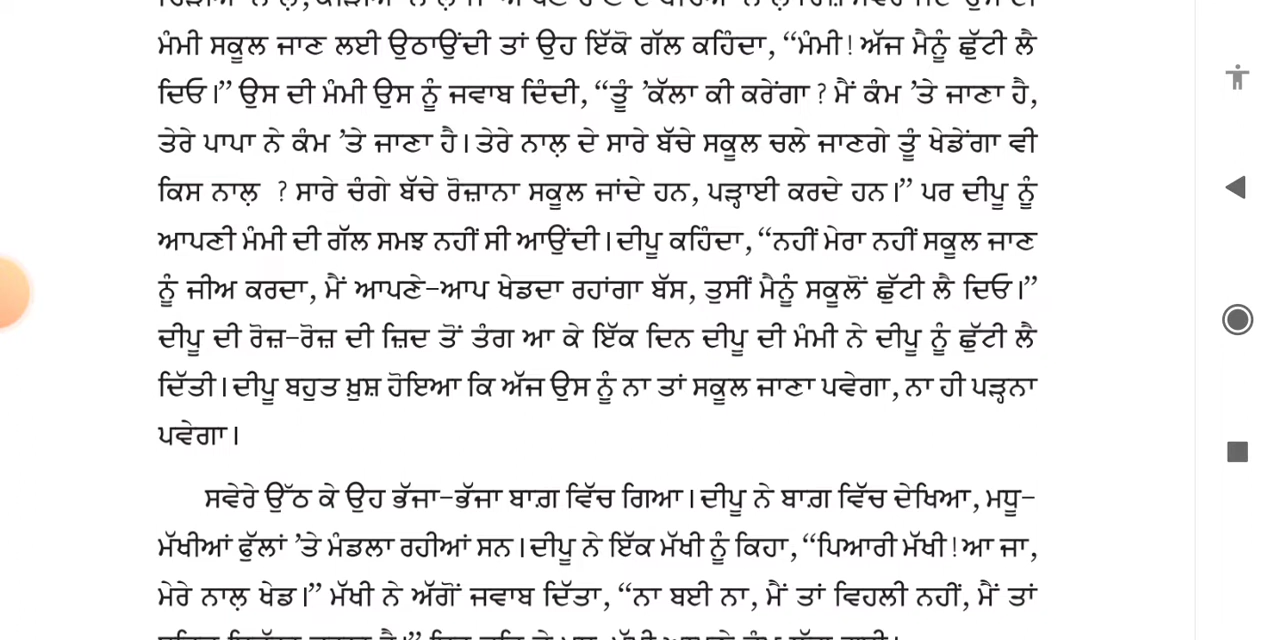 ਮੰਮੀ ਸਕੂਲ ਜਾਣ ਲਈ ਉਠਾਉਂਦੀ ਤਾਂ ਉਹ ਇੱਕੋ ਗੱਲ ਕਹਿੰਦਾ, “ਮੰਮੀ! ਅੱਜ ਮੈਨੂੰ ਛੁੱਟੀ ਲੈ
ਦਿਓ।” ਉਸ ਦੀ ਮੰਮੀ ਉਸ ਨੂੰ ਜਵਾਬ ਦਿੰਦੀ, “ਤੂੰ ’ਕੱਲਾ ਕੀ ਕਰੇਂਗਾ ? ਮੈਂ ਕੰਮ ’ਤੇ ਜਾਣਾ ਹੈ,
ਤੇਰੇ ਪਾਪਾ ਨੇ ਕੰਮ ’ਤੇ ਜਾਣਾ ਹੈ। ਤੇਰੇ ਨਾਲ਼ ਦੇ ਸਾਰੇ ਬੱਚੇ ਸਕੂਲ ਚਲੇ ਜਾਣਗੇ ਤੂੰ ਖੇਡੇਂਗਾ ਵੀ
ਕਿਸ ਨਾਲ਼ ? ਸਾਰੇ ਚੰਗੇ ਬੱਚੇ ਰੋਜ਼ਾਨਾ ਸਕੂਲ ਜਾਂਦੇ ਹਨ, ਪੜ੍ਹਾਈ ਕਰਦੇ ਹਨ।” ਪਰ ਦੀਪੂ ਨੂੰ
ਆਪਣੀ ਮੰਮੀ ਦੀ ਗੱਲ ਸਮਝ ਨਹੀਂ ਸੀ ਆਉਂਦੀ। ਦੀਪੂ ਕਹਿੰਦਾ, “ਨਹੀਂ ਮੇਰਾ ਨਹੀਂ ਸਕੂਲ ਜਾਣ
ਨੂੰ ਜੀਅ ਕਰਦਾ, ਮੈਂ ਆਪਣੇ-ਆਪ ਖੇਡਦਾ ਰਹਾਂਗਾ ਬੱਸ, ਤੁਸੀਂ ਮੈਨੂੰ ਸਕੂਲੋਂ ਛੁੱਟੀ ਲੈ ਦਿਓ।”
ਦੀਪੂ ਦੀ ਰੋਜ਼-ਰੋਜ਼ ਦੀ ਜ਼ਿਦ ਤੋਂ ਤੰਗ ਆ ਕੇ ਇੱਕ ਦਿਨ ਦੀਪੂ ਦੀ ਮੰਮੀ ਨੇ ਦੀਪੂ ਨੂੰ ਛੁੱਟੀ ਲੈ
ਦਿੱਤੀ। ਦੀਪੂ ਬਹੁਤ ਖ਼ੁਸ਼ ਹੋਇਆ ਕਿ ਅੱਜ ਉਸ ਨੂੰ ਨਾ ਤਾਂ ਸਕੂਲ ਜਾਣਾ ਪਵੇਗਾ, ਨਾ ਹੀ ਪੜ੍ਹਨਾ
ਪਵੇਗਾ।
ਸਵੇਰੇ ਉੱਠ ਕੇ ਉਹ ਭੱਜਾ-ਭੱਜਾ ਬਾਗ਼ ਵਿੱਚ ਗਿਆ। ਦੀਪੂ ਨੇ ਬਾਗ਼ ਵਿੱਚ ਦੇਖਿਆ, ਮਧੂ-
ਮੱਖੀਆਂ ਫੁੱਲਾਂ ’ਤੇ ਮੰਡਲਾ ਰਹੀਆਂ ਸਨ। ਦੀਪੂ ਨੇ ਇੱਕ ਮੱਖੀ ਨੂੰ ਕਿਹਾ, “ਪਿਆਰੀ ਮੱਖੀ! ਆ ਜਾ,
ਮੇਰੇ ਨਾਲ਼ ਖੇਡ।” ਮੱਖੀ ਨੇ ਅੱਗੋਂ ਜਵਾਬ ਦਿੱਤਾ, “ਨਾ ਬਈ ਨਾ, ਮੈਂ ਤਾਂ ਵਿਹਲੀ ਨਹੀਂ, ਮੈਂ ਤਾਂ